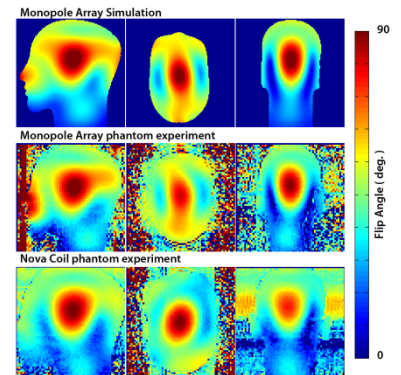 Monopole Array Simulation
90
Monopole Array phantom experiment
Flip Angle (deg.)
Nova Coil phantom experiment
0